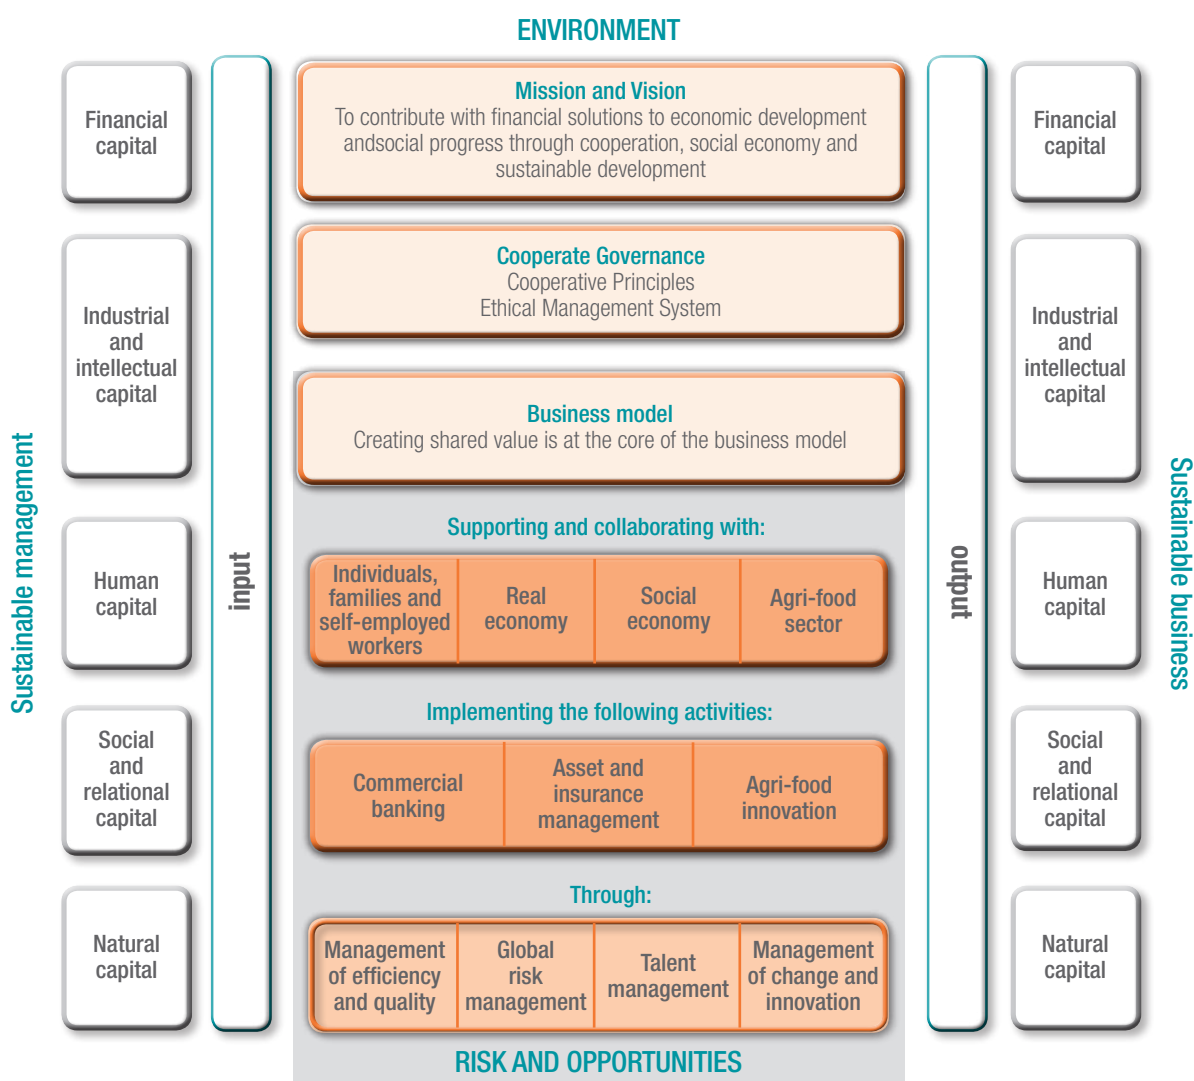 ENVIRONMENT
Sustainable management
Financial
capital
Industrial
and
intellectual
capital
Human
capital
Social
and
relational
capital
Natural
capital
input
Mission and Vision
To contribute with financial solutions to economic development
andsocial progress through cooperation, social economy and
sustainable development
Cooperate Governance
Cooperative Principles
Ethical Management System
Business model
Creating shared value is at the core of the business model
Supporting and collaborating with:
Individuals,
families and
self-employed
workers
Real
economy
Social
economy
Agri-food
sector
Implementing the following activities:
Commercial
banking
Asset and
insurance
management
Agri-food
innovation
Through:
Management
of efficiency
and quality
Global
risk
management
Talent
management
Management
of change and
innovation
RISK AND OPPORTUNITIES
output
Financial
capital
Industrial
and
intellectual
capital
Human
capital
Social
and
relational
capital
Natural
capital
Sustainable business